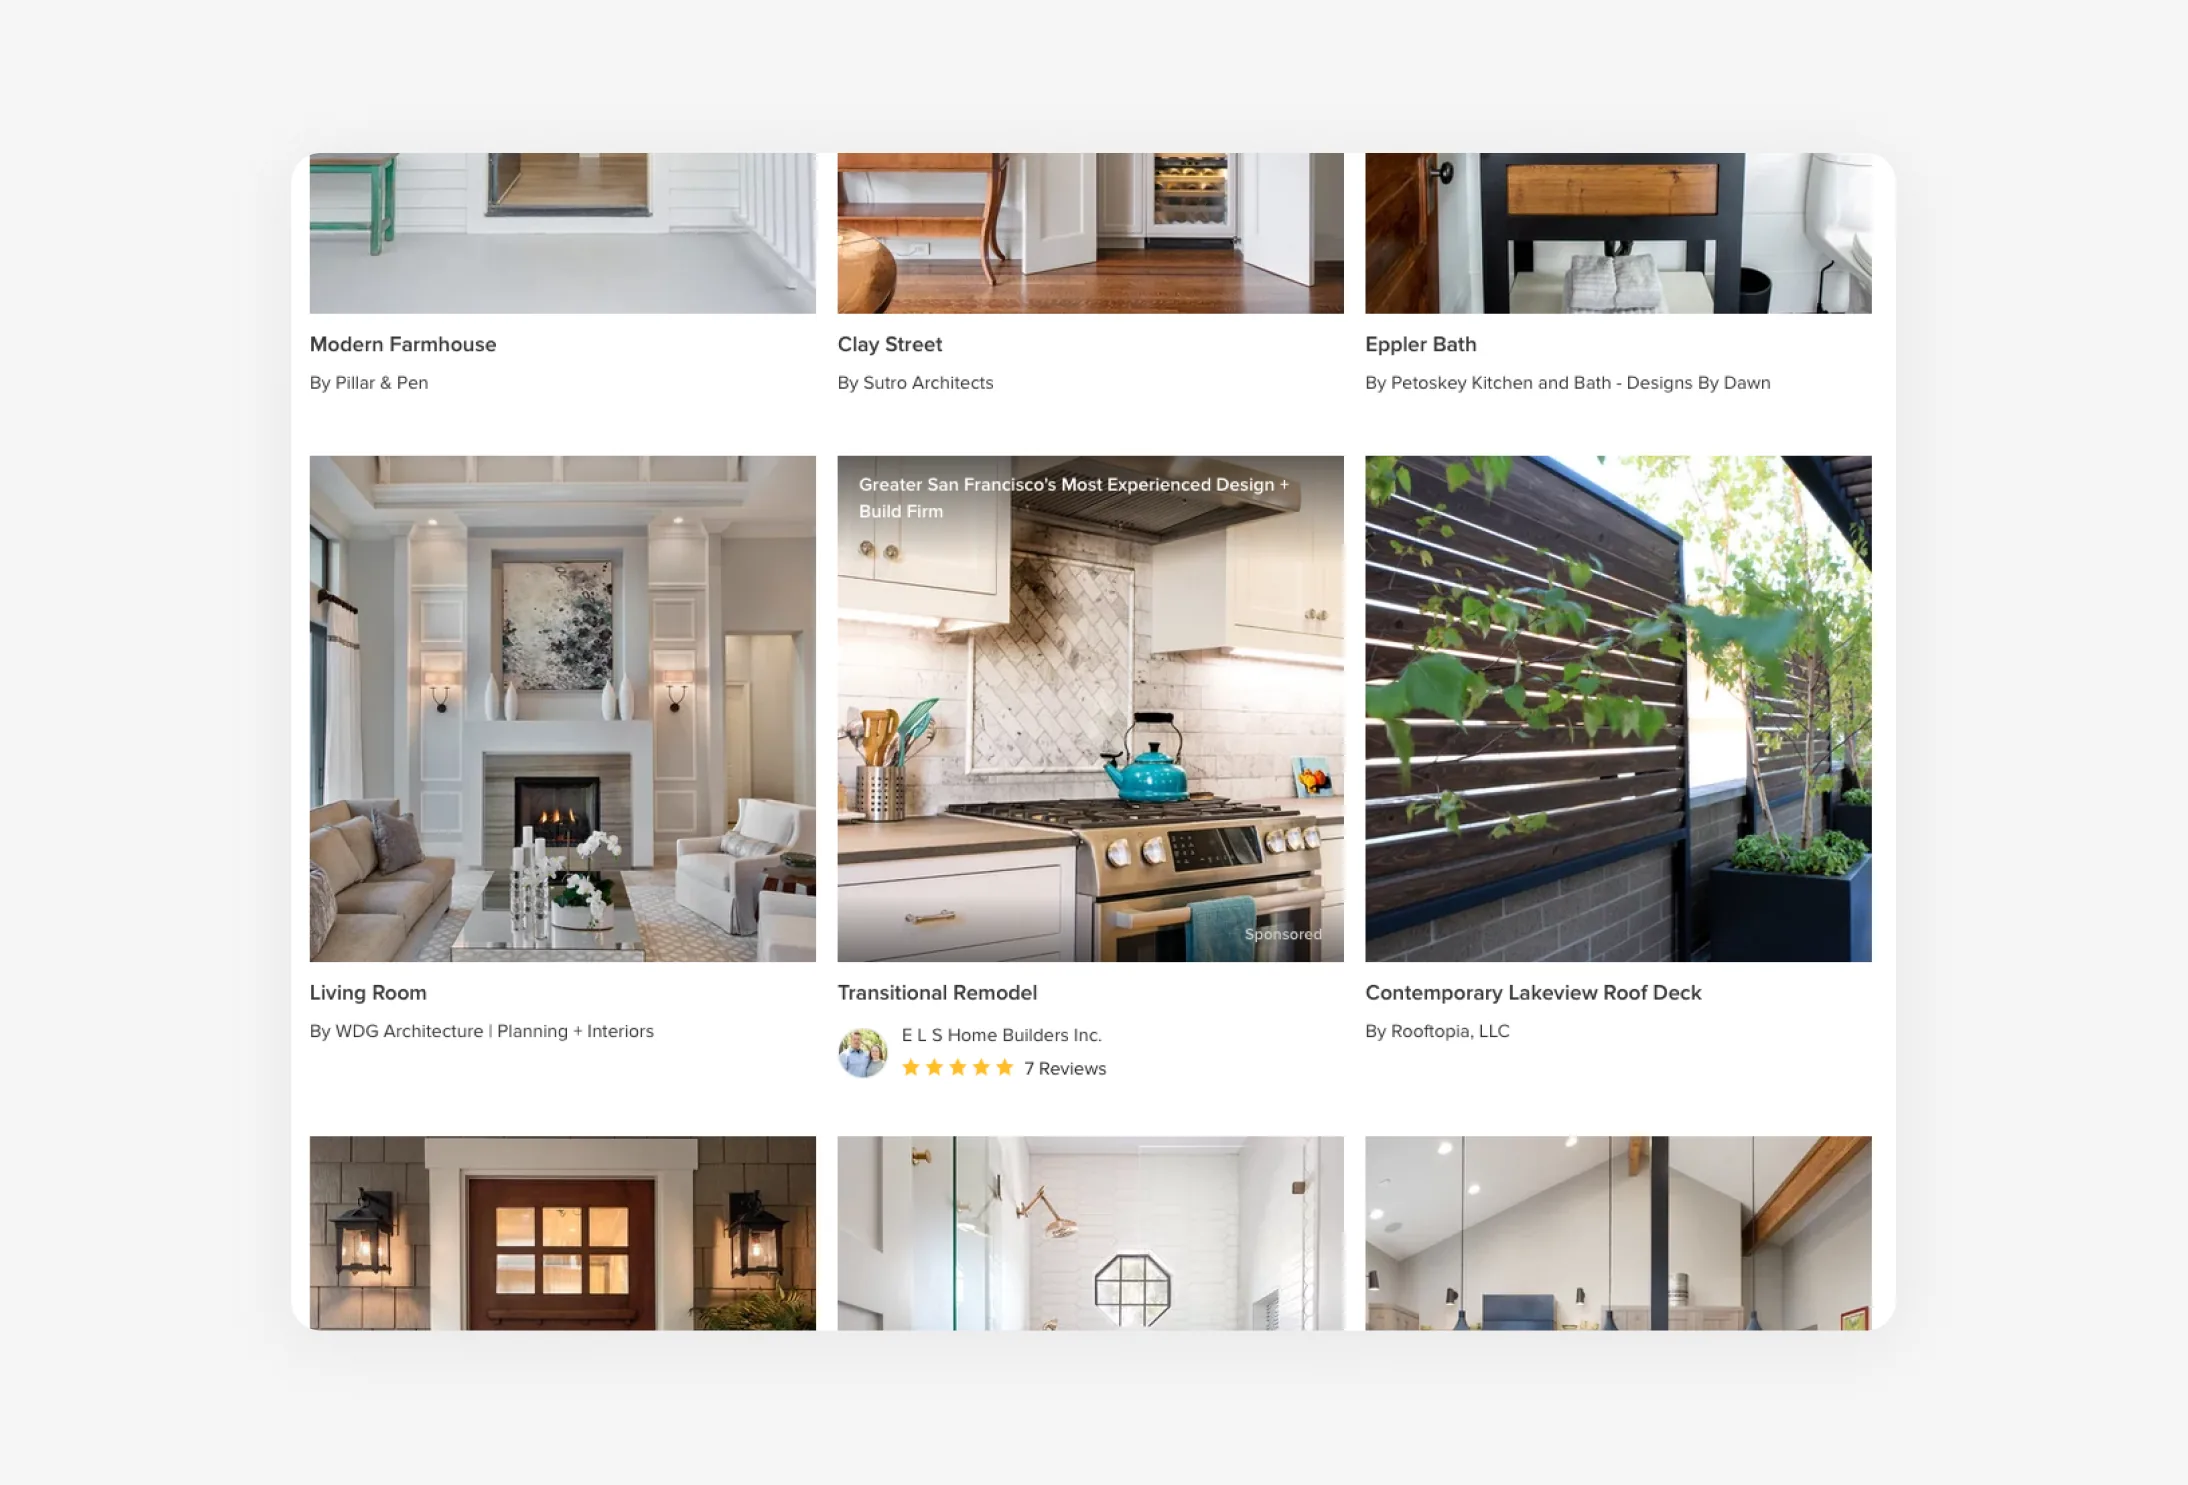 Modern Farmhouse
By Pillar & Pen
Clay Street
By Sutro Architects
Eppler Bath
By Petoskey Kitchen and Bath - Designs By Dawn
Living Room
By WDG Architecture | Planning + Interiors
Greater San Francisco's Most Experienced Design +
Build Firm
Sponsored
Transitional Remodel
E L S Home Builders Inc.
7 Reviews
Contemporary Lakeview Roof Deck
By Rooftopia, LLC